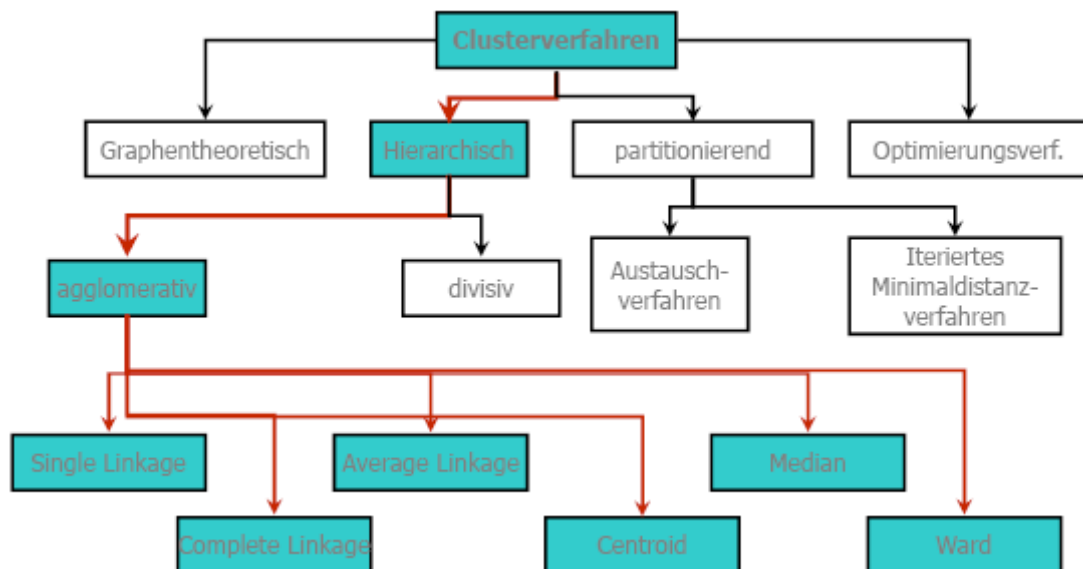 Clusterverfahren
Graphentheoretisch
Hierarchisch
partitionierend
Optimierungsverf.
agglomerativ
divisiv
Austausch-
verfahren
Iteriertes
Minimaldistanz-
verfahren
Single Linkage
Average Linkage
Median
Complete Linkage
Centroid
Ward